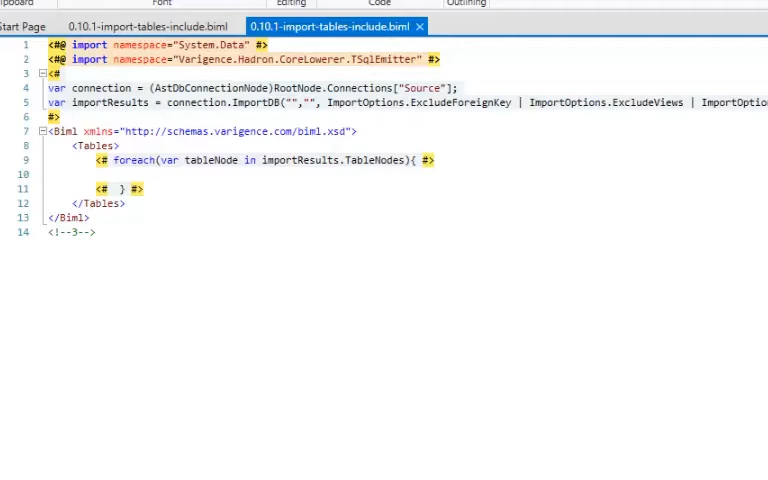 Font
Editing
Code
Outlining
Start Page 0.10.1-import-tables-include.biml 0.10.1-import-tables-include.biml ×
1 <#@ import namespace="System.Data" #>
2 <#@ import namespace="Varigence.Hadron.CoreLowerer.TSqlEmitter" #>
3 <#
4 var connection = (AstDbConnectionNode)RootNode.Connections["Source"];
5 var importResults = connection.ImportDB("","", ImportOptions.ExcludeForeignKey | ImportOptions.ExcludeViews | ImportOptio
6 #>
7 <Biml xmlns="http://schemas.varigence.com/biml.xsd">
8 <Tables>
9 <# foreach(var tableNode in importResults.TableNodes){ #>
10
11 <# } #>
12 </Tables>
13 </Biml>
14 <!--3-->